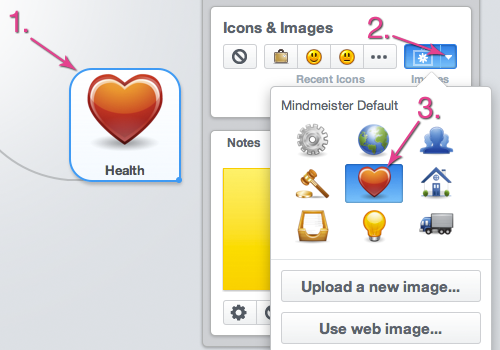 1.
2.
Icons & Images
Recent Icons
Images
Mindmeister Default
3.
Health
Notes
Upload a new image...
Use web image...